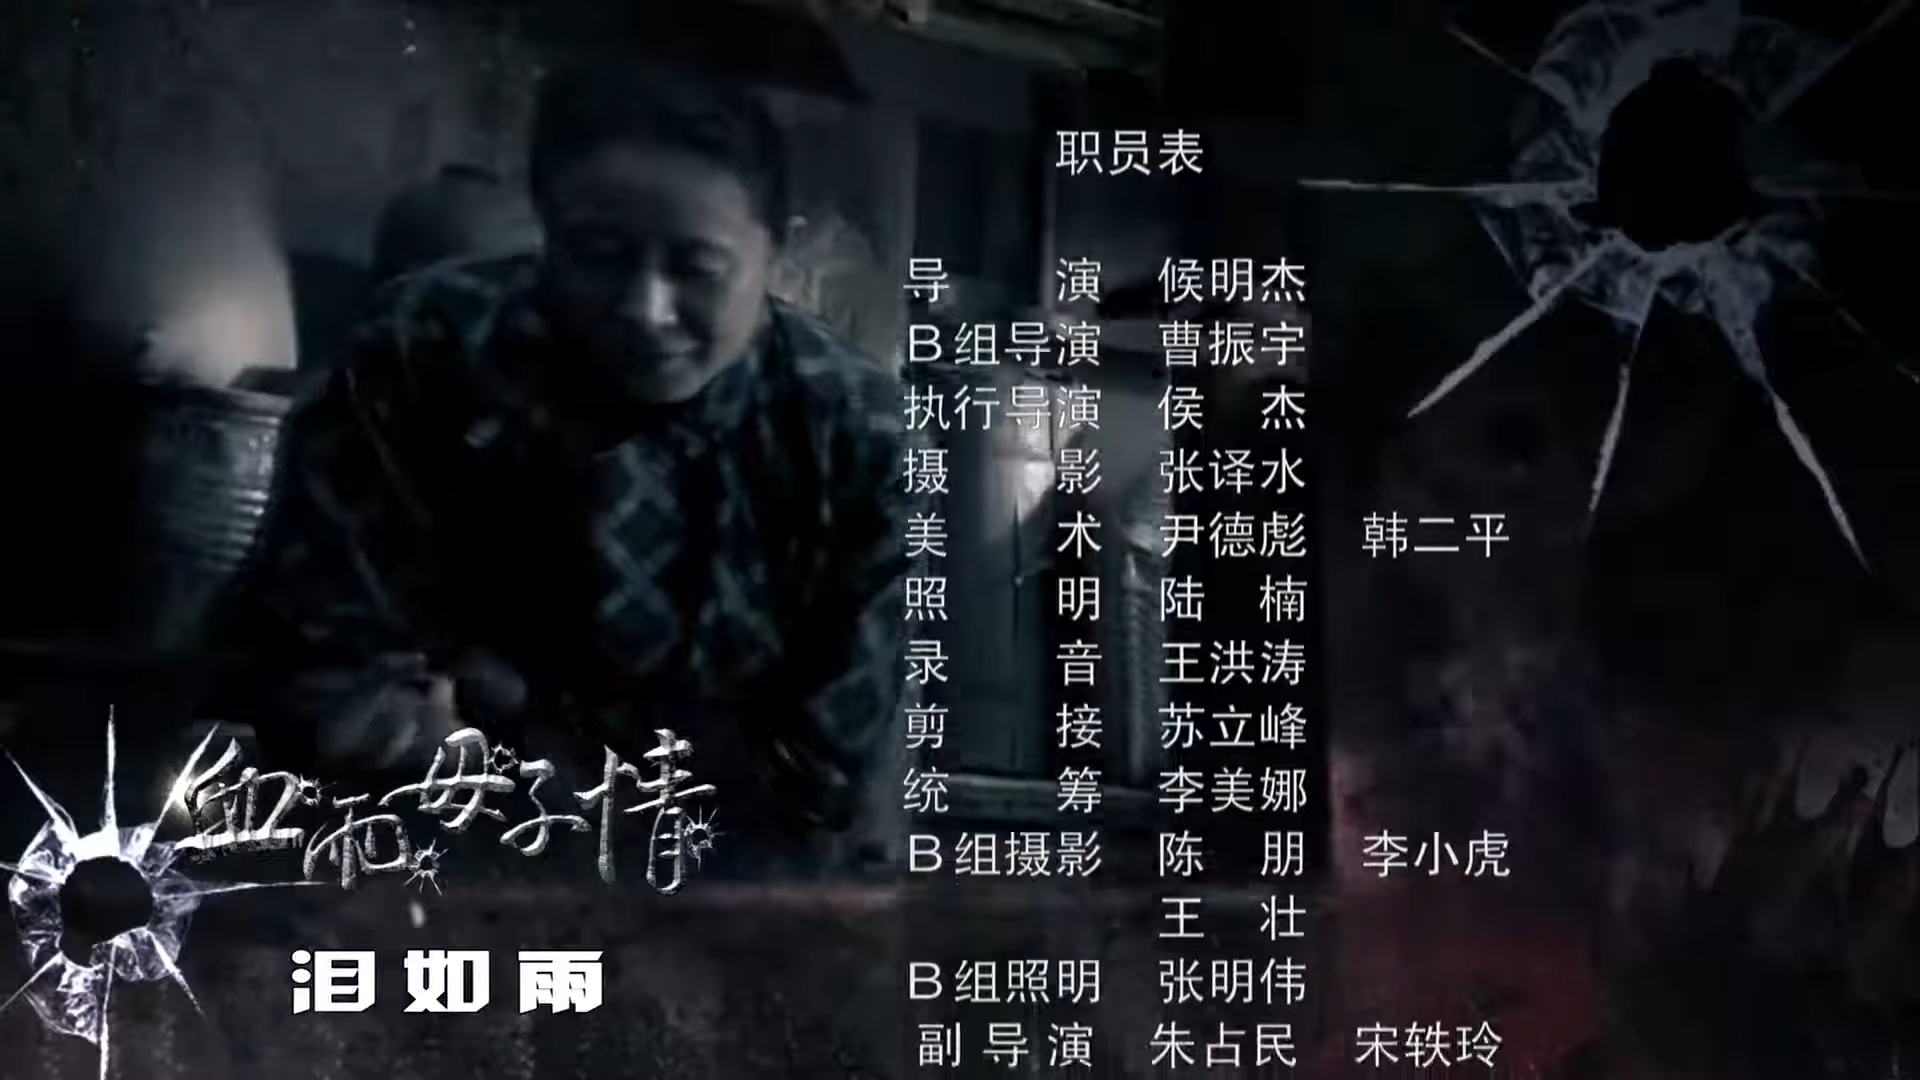 职员表
导 演 候明杰
B组导演 曹振宇
执行导演 侯 杰
摄 影 张译水
美 术 尹德彪 韩二平
照 明 陆 楠
录 音 王洪涛
剪 接 苏立峰
统 筹 李美娜
B组摄影 陈 朋 李小虎
王 壮
B组照明 张明伟
副导演 朱占民 宋轶玲
血雨母子情
泪如雨